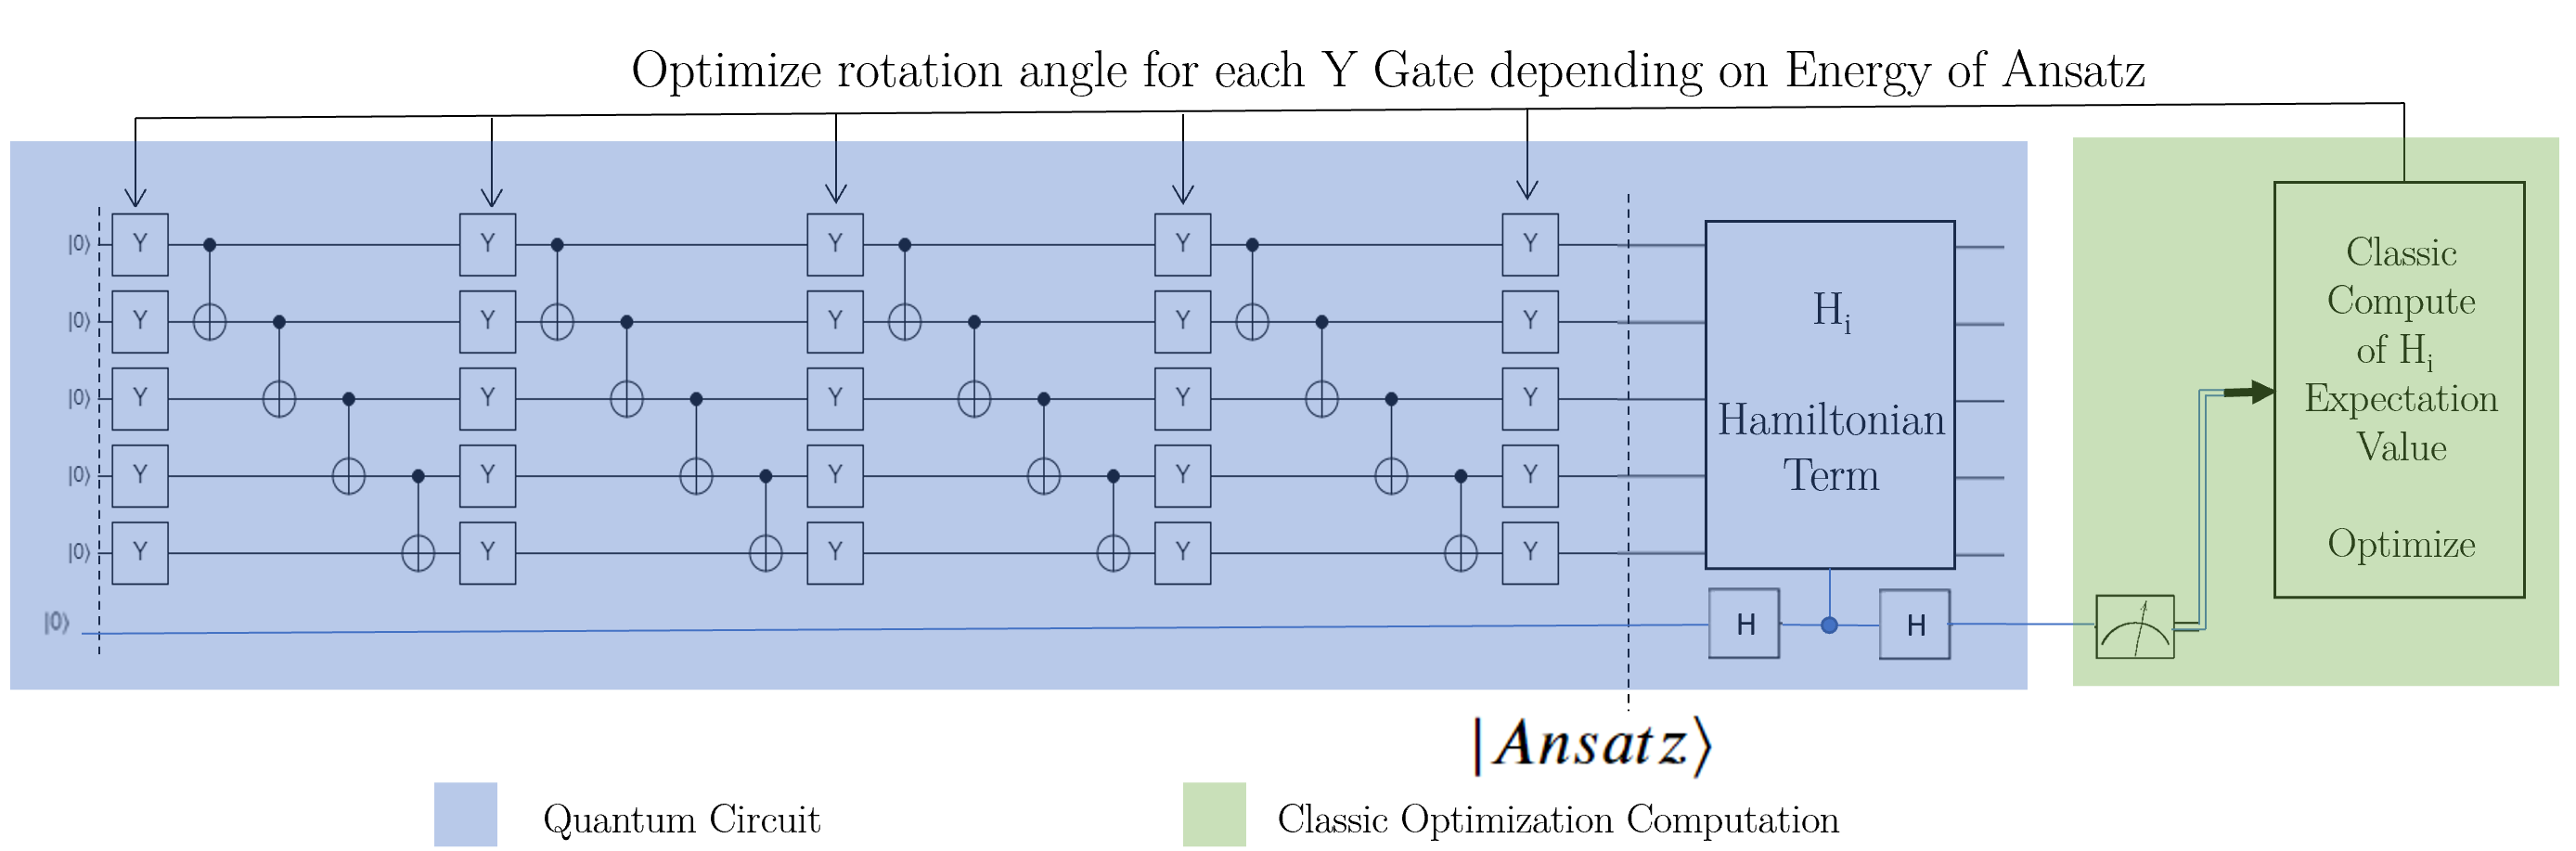 Optimize rotation angle for each Y Gate depending on Energy of Ansatz
|0⟩ Y Y Y Y Y
|0⟩ Y Y Y Y Y
|0⟩ Y Y Y Y Y
|0⟩ Y Y Y Y Y
|0⟩ Y Y Y Y Y
|0⟩ H H
H_i
Hamiltonian
Term
Classic
Compute
of H_i
Expectation
Value
Optimize
|Ansatz⟩
Quantum Circuit
Classic Optimization Computation